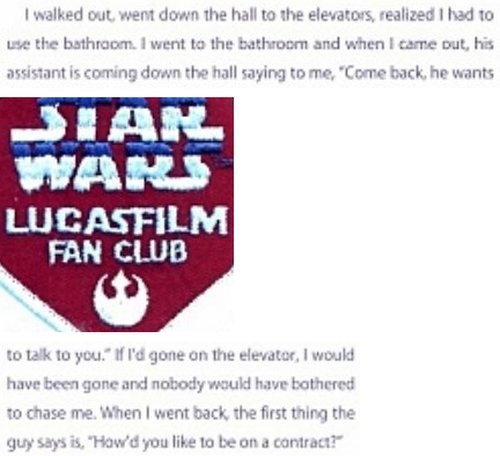 I walked out, went down the hall to the elevators, realized I had to
use the bathroom. I went to the bathroom and when I came out, his
assistant is coming down the hall saying to me, "Come back, he wants
STAR
WARS
LUCASFILM
FAN CLUB
to talk to you." If I'd gone on the elevator, I would
have been gone and nobody would have bothered
to chase me. When I went back, the first thing the
guy says is, "How'd you like to be on a contract?"